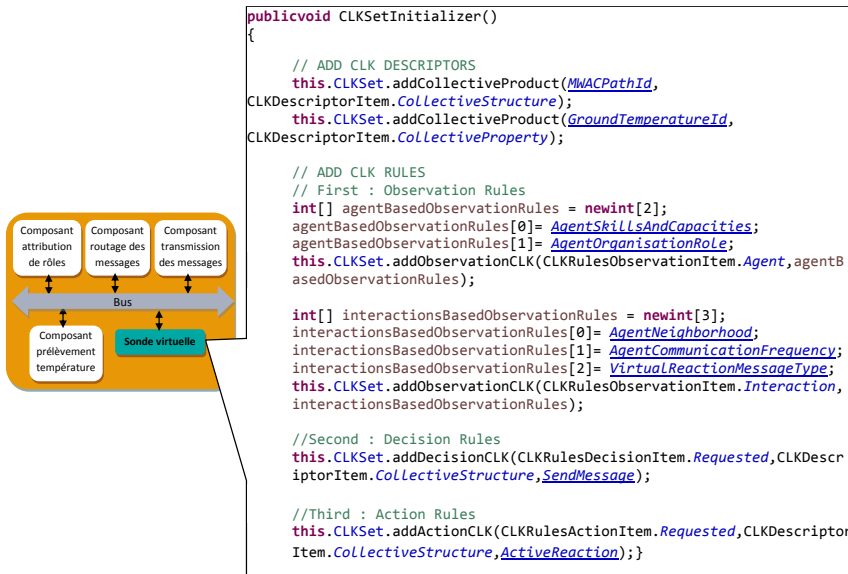 publicvoid CLKSetInitializer()
{
// ADD CLK DESCRIPTORS
this.CLKSet.addCollectiveProduct(MWACPathId,
CLKDescriptorItem.CollectiveStructure);
this.CLKSet.addCollectiveProduct(GroundTemperatureId,
CLKDescriptorItem.CollectiveProperty);
// ADD CLK RULES
// First : Observation Rules
int[] agentBasedObservationRules = newint[2];
agentBasedObservationRules[0]= AgentSkillsAndCapacities;
agentBasedObservationRules[1]= AgentOrganisationRole;
this.CLKSet.addObservationCLK(CLKRulesObservationItem.Agent,agentB
asedObservationRules);
int[] interactionsBasedObservationRules = newint[3];
interactionsBasedObservationRules[0]= AgentNeighborhood;
interactionsBasedObservationRules[1]= AgentCommunicationFrequency;
interactionsBasedObservationRules[2]= VirtualReactionMessageType;
this.CLKSet.addObservationCLK(CLKRulesObservationItem.Interaction,
interactionsBasedObservationRules);
//Second : Decision Rules
this.CLKSet.addDecisionCLK(CLKRulesDecisionItem.Requested,CLKDescr
iptorItem.CollectiveStructure,SendMessage);
//Third : Action Rules
this.CLKSet.addActionCLK(CLKRulesActionItem.Requested,CLKDescriptor
Item.CollectiveStructure,ActiveReaction);}
Composant
attribution
de rôles
Composant
routage des
messages
Composant
transmission
des messages
Bus
Composant
prélèvement
température
Sonde virtuelle